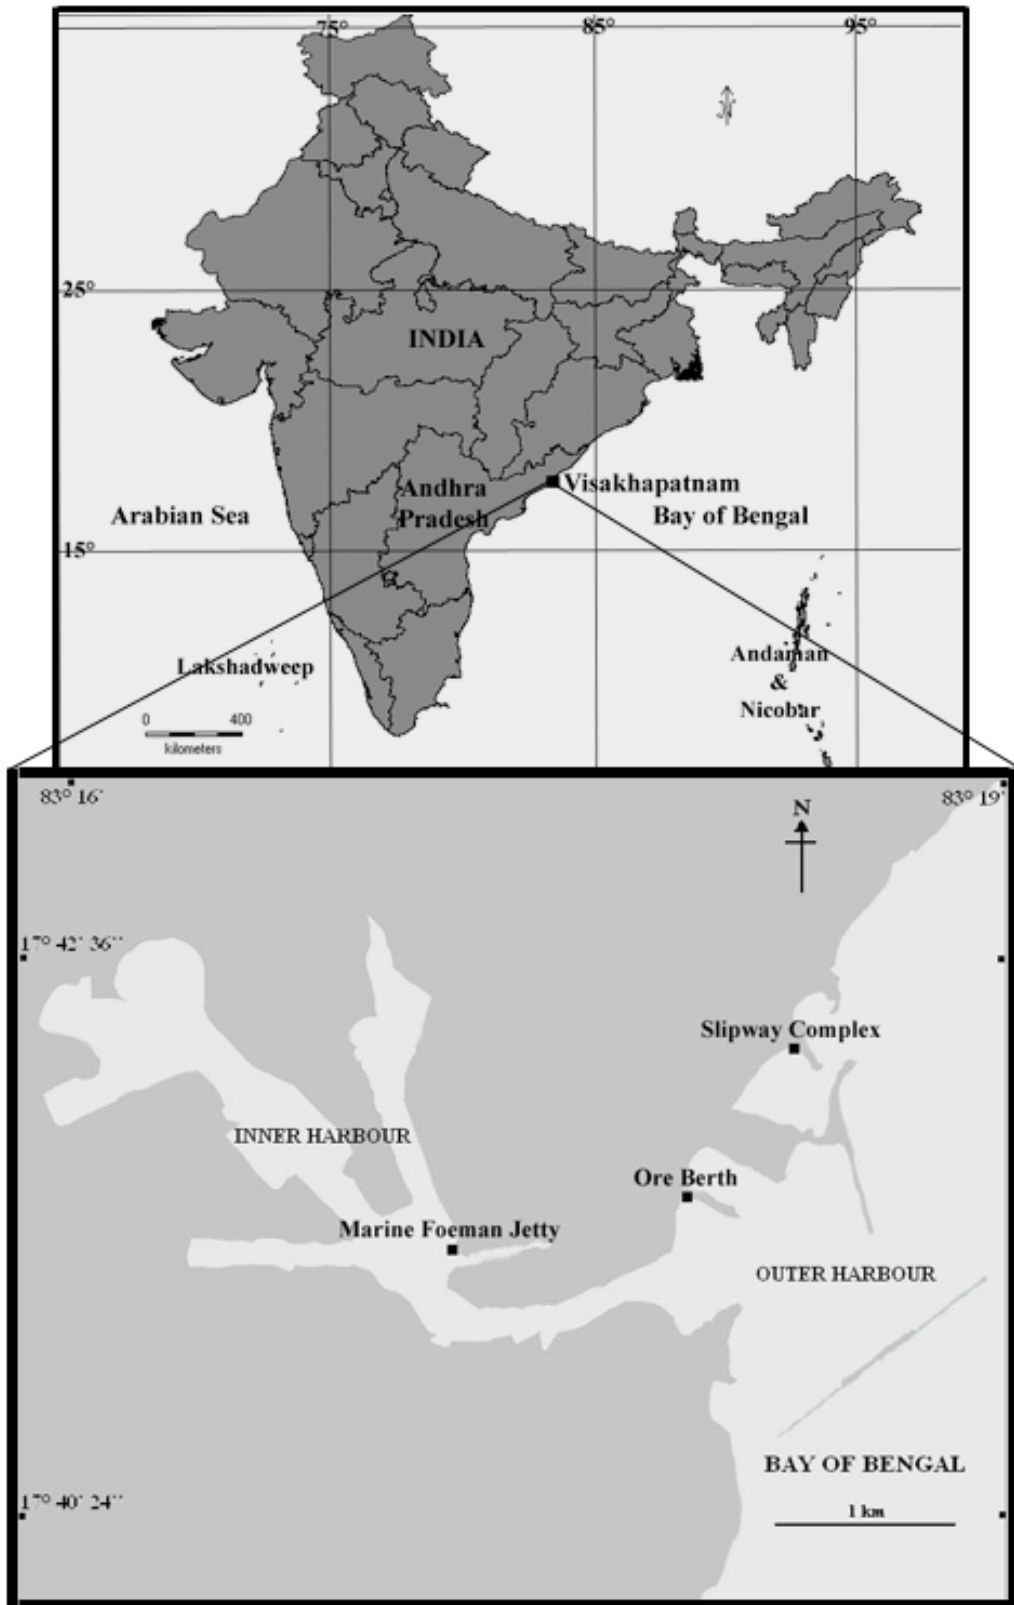 75° 85° 95°
N
25°
INDIA
Andhra
Pradesh
Visakhapatnam
Arabian Sea
Bay of Bengal
15°
Lakshadweep
Andaman
&
Nicobar
0 400
kilometers
83° 16' 83° 19'
N
17° 42' 36''
Slipway Complex
INNER HARBOUR
Ore Berth
Marine Foeman Jetty
OUTER HARBOUR
BAY OF BENGAL
17° 40' 24''
1 km